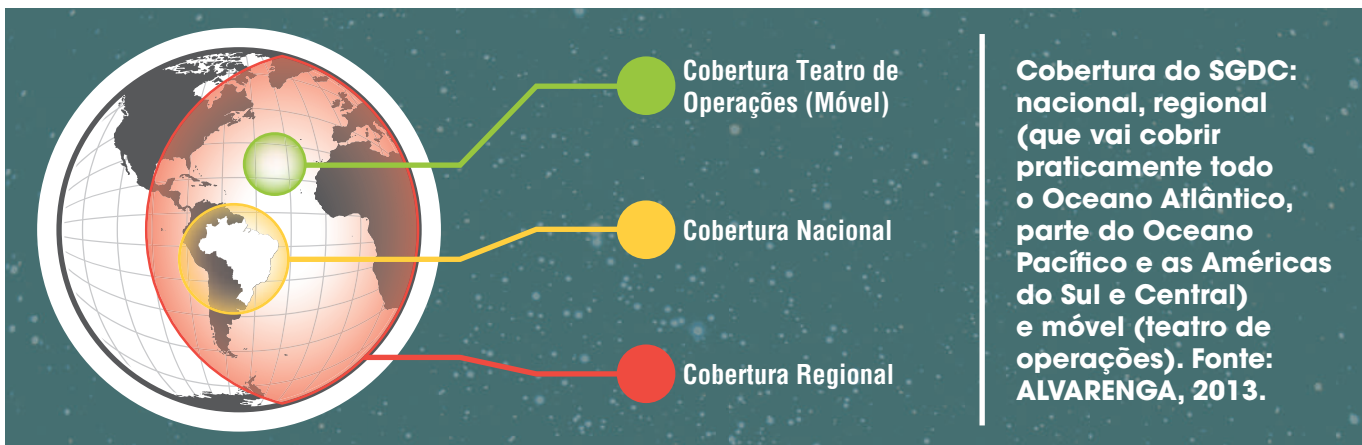 Cobertura Teatro de
Operações (Móvel)
Cobertura Nacional
Cobertura Regional
Cobertura do SGDC:
nacional, regional
(que vai cobrir
praticamente todo
o Oceano Atlântico,
parte do Oceano
Pacífico e as Américas
do Sul e Central)
e móvel (teatro de
operações). Fonte:
ALVARENGA, 2013.